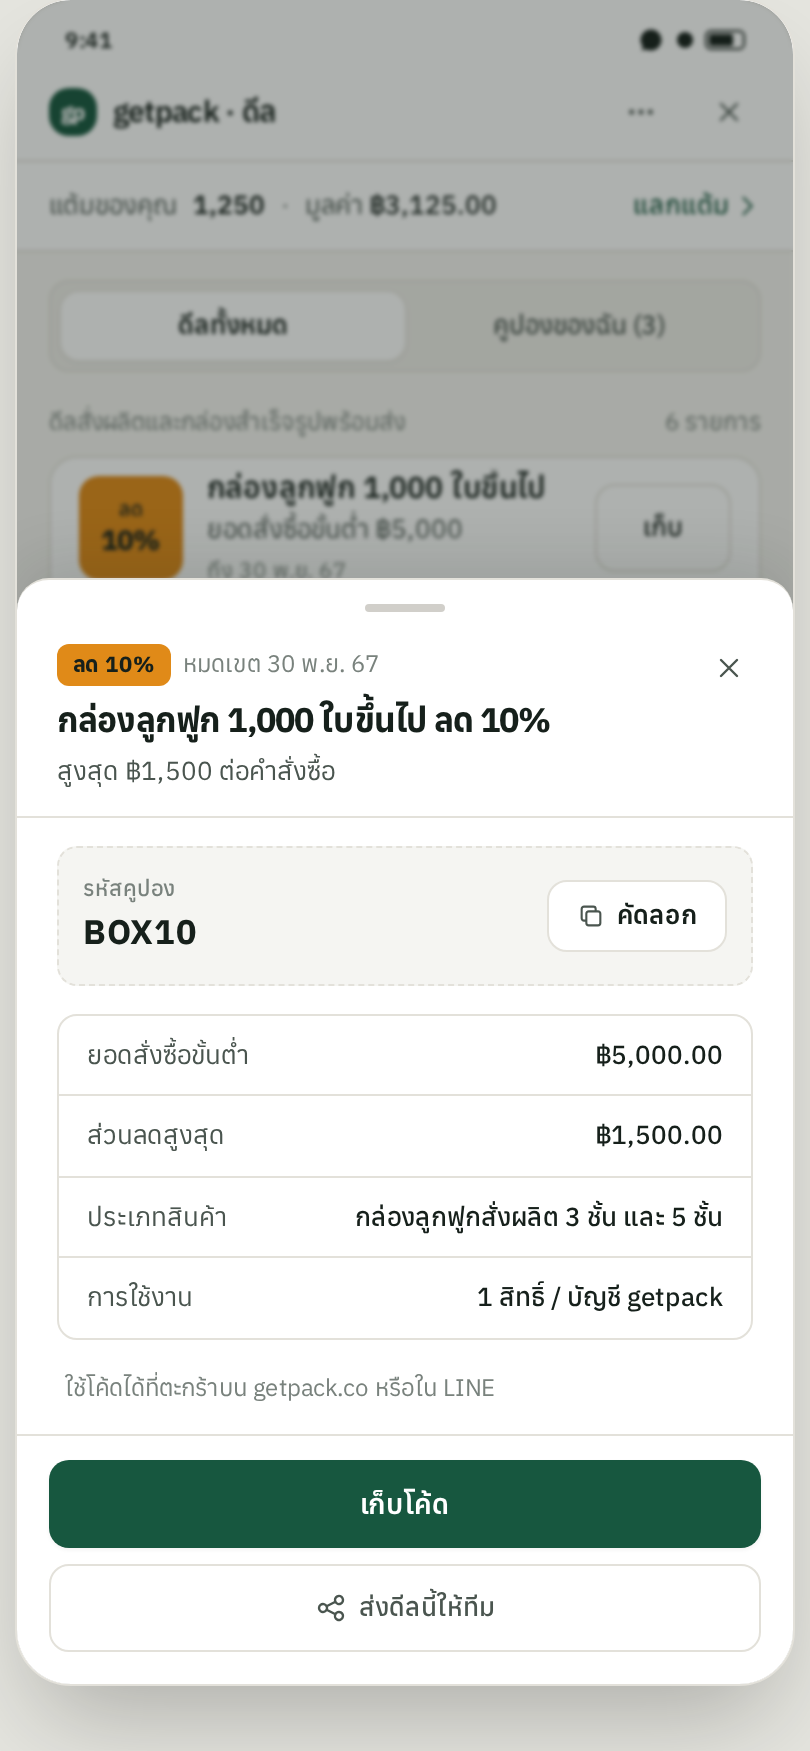 9:41
gp getpack · ดีล
แต้มของคุณ 1,250 · มูลค่า ฿3,125.00 แลกแต้ม
ดีลทั้งหมด คูปองของฉัน (3)
ดีลสั่งผลิตและกล่องสำเร็จรูปพร้อมส่ง 6 รายการ
ลด 10%
กล่องลูกฟูก 1,000 ใบขึ้นไป
ยอดสั่งซื้อขั้นต่ำ ฿5,000
ถึง 30 พ.ย. 67
เก็บ
ลด 10% หมดเขต 30 พ.ย. 67
กล่องลูกฟูก 1,000 ใบขึ้นไป ลด 10%
สูงสุด ฿1,500 ต่อคำสั่งซื้อ
รหัสคูปอง
BOX10
คัดลอก
ยอดสั่งซื้อขั้นต่ำ ฿5,000.00
ส่วนลดสูงสุด ฿1,500.00
ประเภทสินค้า กล่องลูกฟูกสั่งผลิต 3 ชั้น และ 5 ชั้น
การใช้งาน 1 สิทธิ์ / บัญชี getpack
ใช้โค้ดได้ที่ตะกร้าบน getpack.co หรือใน LINE
เก็บโค้ด
ส่งดีลนี้ให้ทีม